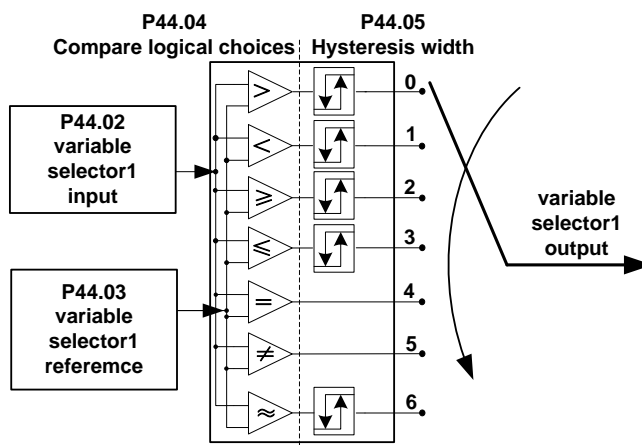 P44.04
Compare logical choices
P44.05
Hysteresis width
P44.02
variable
selector1
input
P44.03
variable
selector1
referemce
>
<
≥
≤
=
≠
≈
0
1
2
3
4
5
6
variable
selector1
output